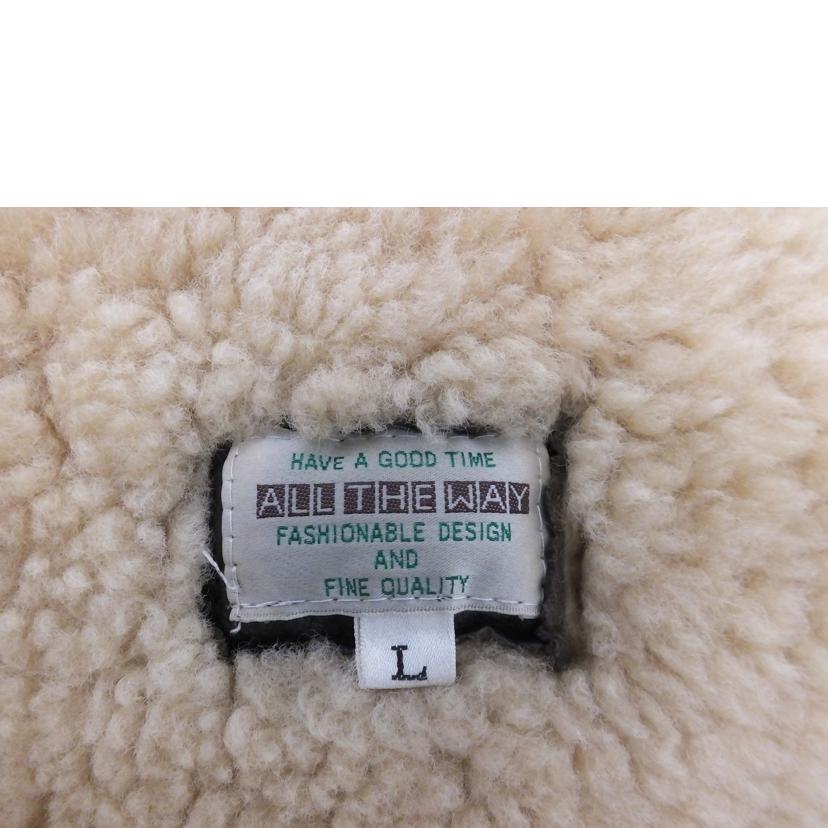 HAVE A GOOD TIME
ALL THE WAY
FASHIONABLE DESIGN
AND
FINE QUALITY
L